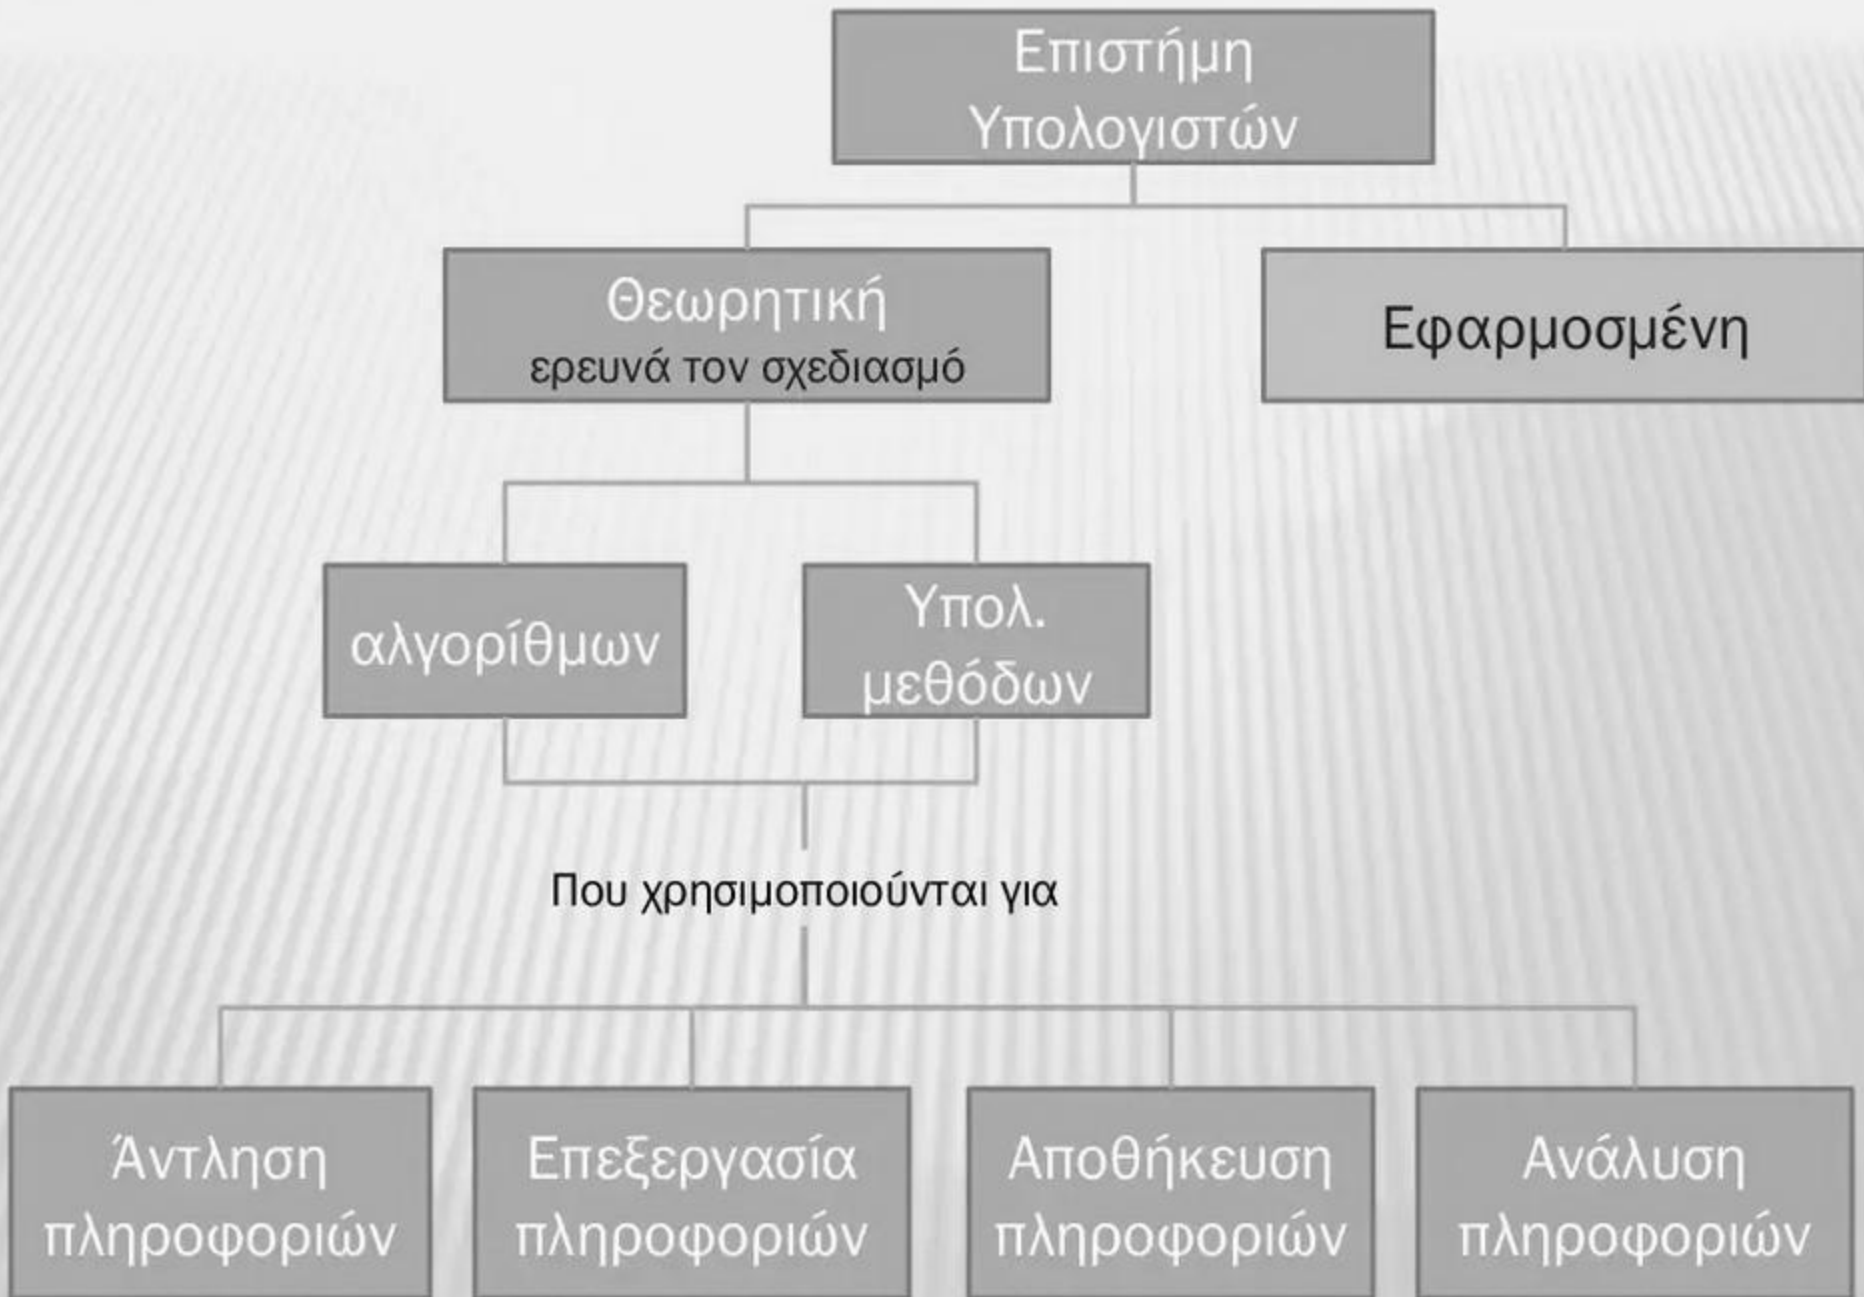 Επιστήμη
Υπολογιστών
Θεωρητική
ερευνά τον σχεδιασμό
Εφαρμοσμένη
αλγορίθμων
Υπολ.
μεθόδων
Που χρησιμοποιούνται για
Άντληση
πληροφοριών
Επεξεργασία
πληροφοριών
Αποθήκευση
πληροφοριών
Ανάλυση
πληροφοριών